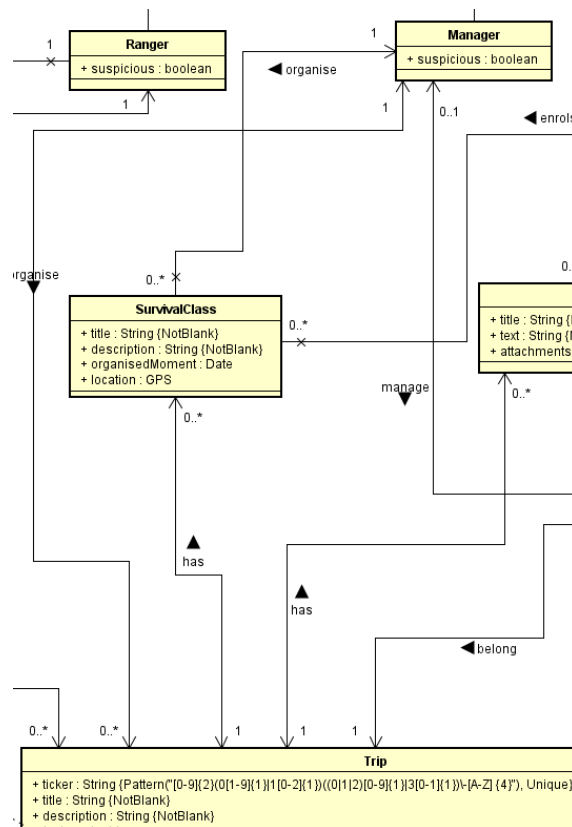 Ranger
+ suspicious : boolean
Manager
+ suspicious : boolean
1
1
organise
1
1
0..1
enrols
organise
0..*
0..
SurvivalClass
+ title : String {NotBlank}
+ description : String {NotBlank}
+ organisedMoment : Date
+ location : GPS
0..*
+ title : String {
+ text : String {
+ attachments
manage
0..*
0..*
has
has
belong
0..*
0..*
1
1
1
Trip
+ ticker : String {Pattern("[0-9]{2}(0[1-9]{1}|1[0-2]{1})((0|1|2)[0-9]{1}|3[0-1]{1})\-[A-Z] {4}"), Unique}
+ title : String {NotBlank}
+ description : String {NotBlank}